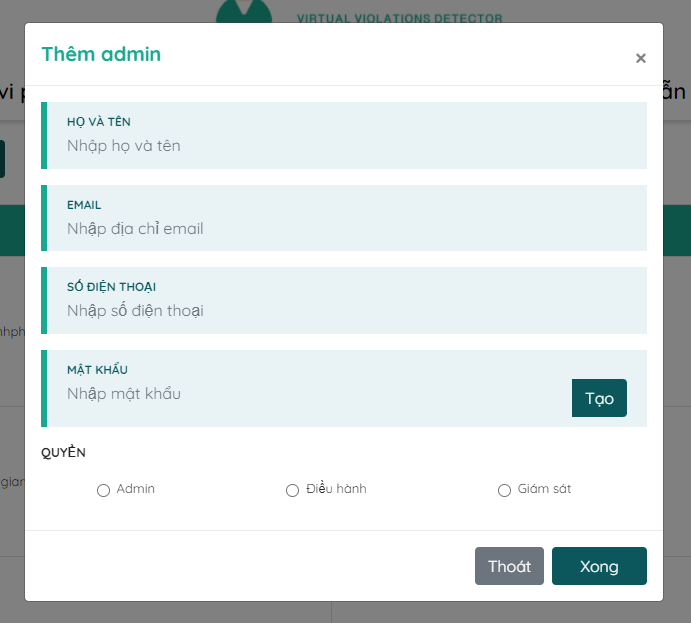 VIRTUAL VIOLATIONS DETECTOR
Thêm admin
×
vi
ẫn
HỌ VÀ TÊN
Nhập họ và tên
EMAIL
Nhập địa chỉ email
SỐ ĐIỆN THOẠI
Nhập số điện thoại
MẬT KHẨU
Nhập mật khẩu
Tạo
QUYỀN
Admin Điều hành Giám sát
Thoát Xong